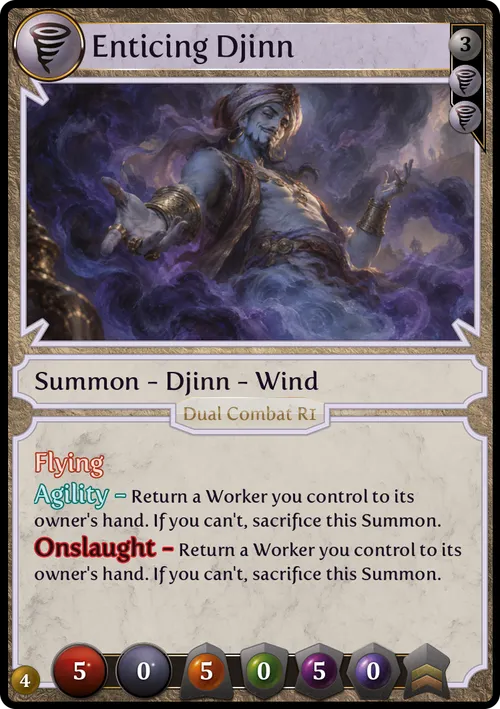 Enticing Djinn
3
Summon - Djinn - Wind
Dual Combat R1
Flying
Agility - Return a Worker you control to its
owner's hand. If you can't, sacrifice this Summon.
Onslaught - Return a Worker you control to its
owner's hand. If you can't, sacrifice this Summon.
4 5* 0* 5 0 5 0